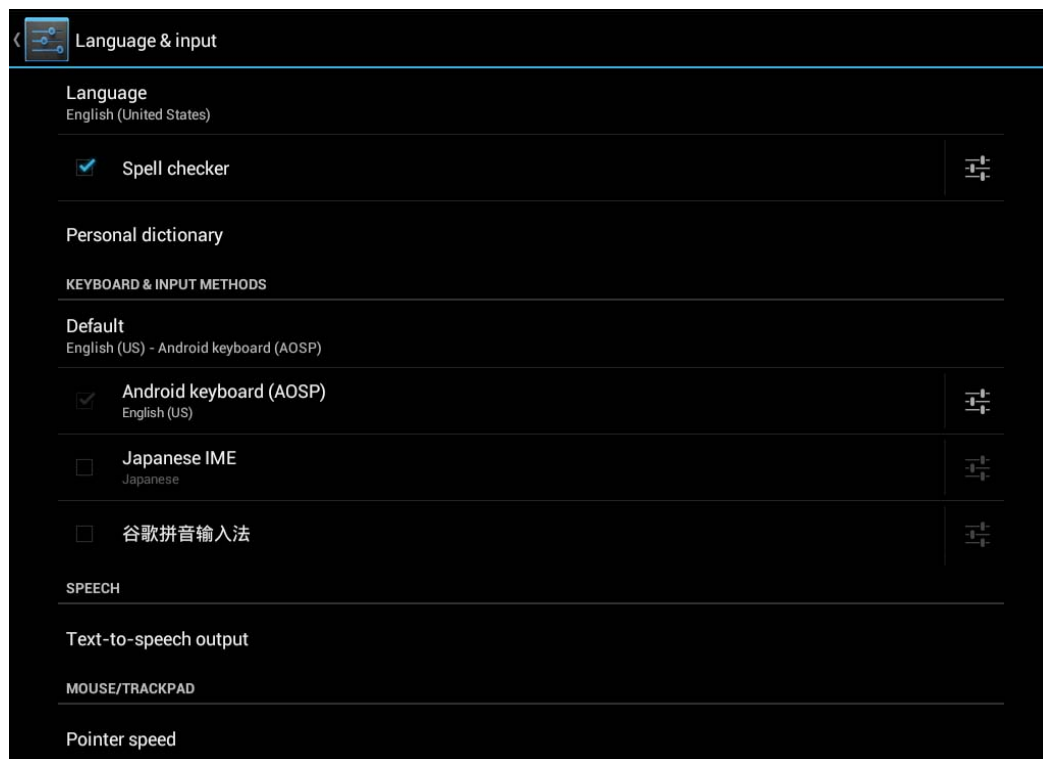 Language & input
Language
English (United States)
Spell checker
Personal dictionary
KEYBOARD & INPUT METHODS
Default
English (US) - Android keyboard (AOSP)
Android keyboard (AOSP)
English (US)
Japanese IME
Japanese
谷歌拼音输入法
SPEECH
Text-to-speech output
MOUSE/TRACKPAD
Pointer speed